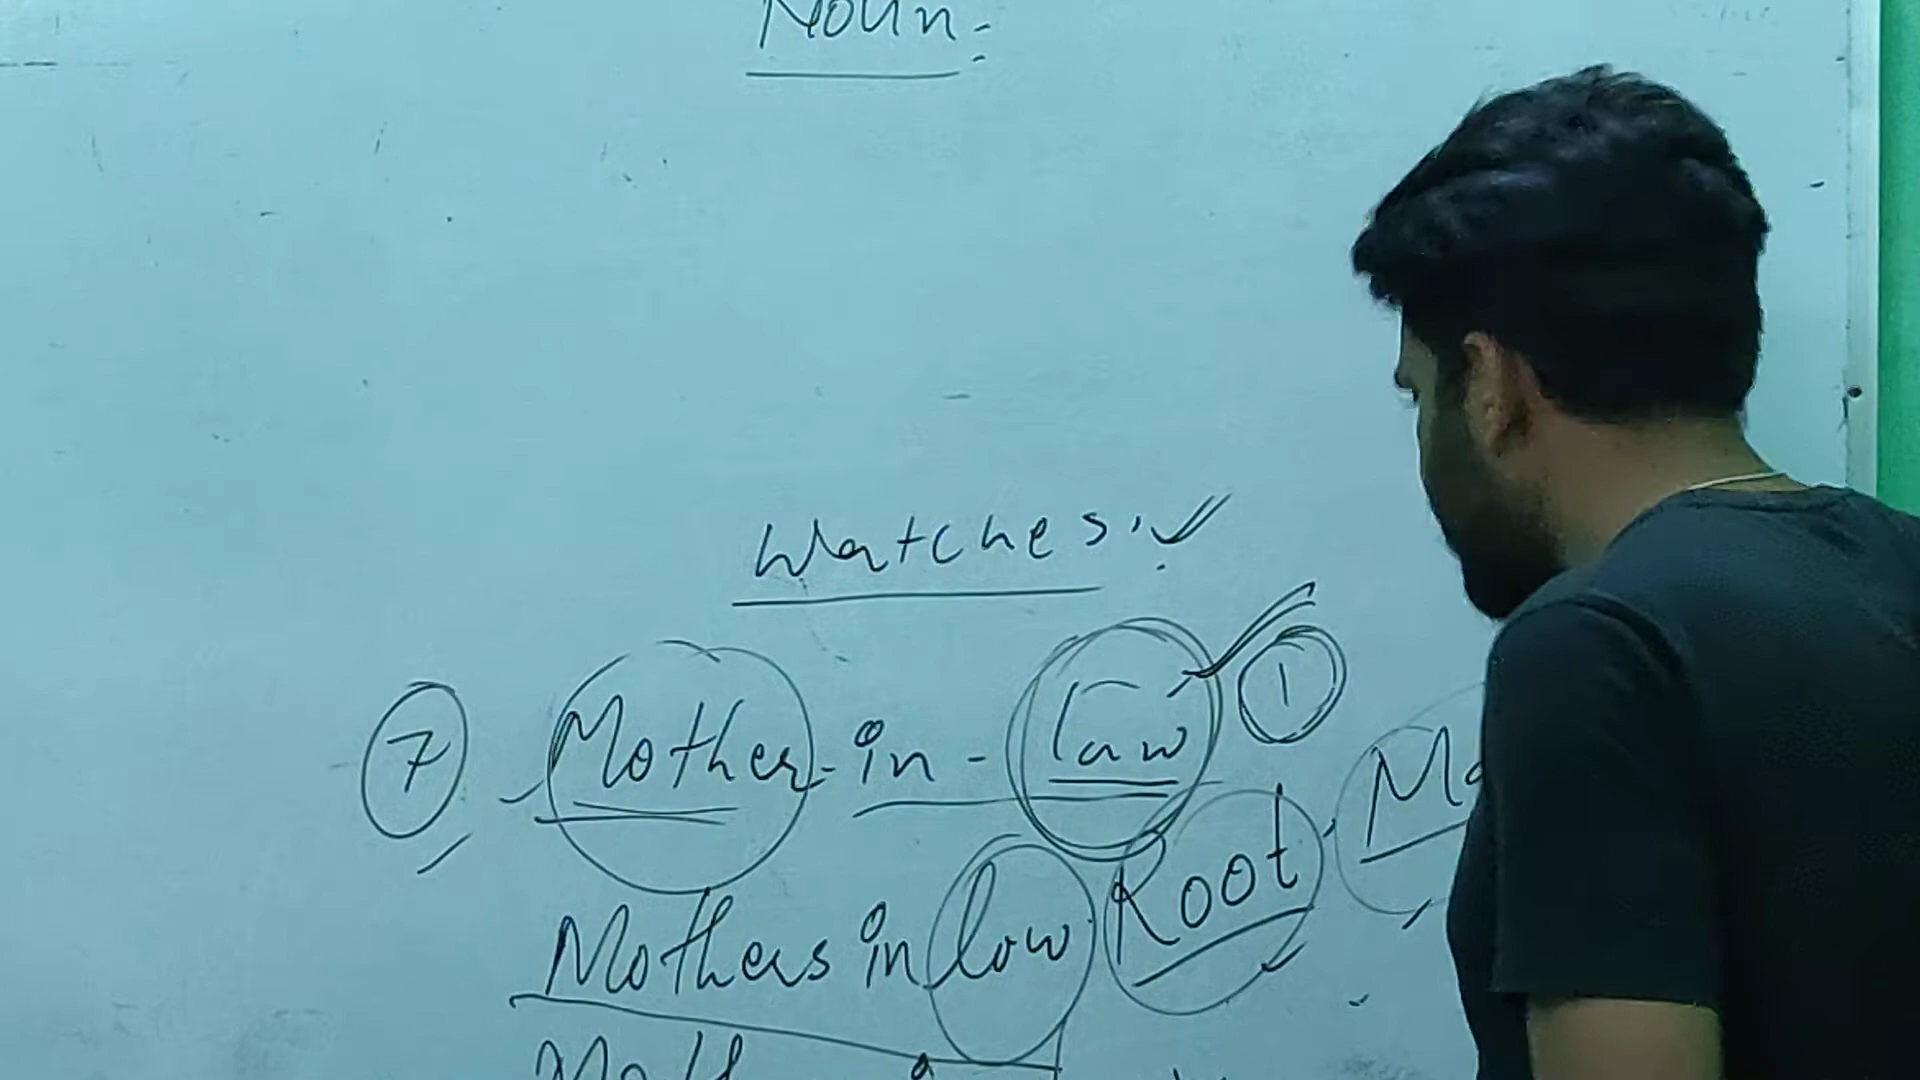 Noun:-
Watches.
7 Mother-in-law 1
Root
Mothers in low